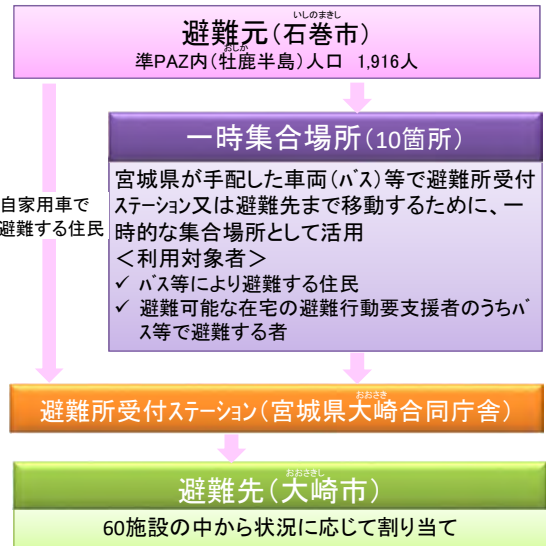 いしのまきし
避難元（石巻市）
おしか
準PAZ内（牡鹿半島）人口 1,916人
一時集合場所（10箇所）
宮城県が手配した車両（バス）等で避難所受付
ステーション又は避難先まで移動するために、一
時的な集合場所として活用
＜利用対象者＞
✓ バス等により避難する住民
✓ 避難可能な在宅の避難行動要支援者のうちバ
ス等で避難する者
自家用車で
避難する住民
おおさき
避難所受付ステーション（宮城県大崎合同庁舎）
おおさきし
避難先（大崎市）
60施設の中から状況に応じて割り当て